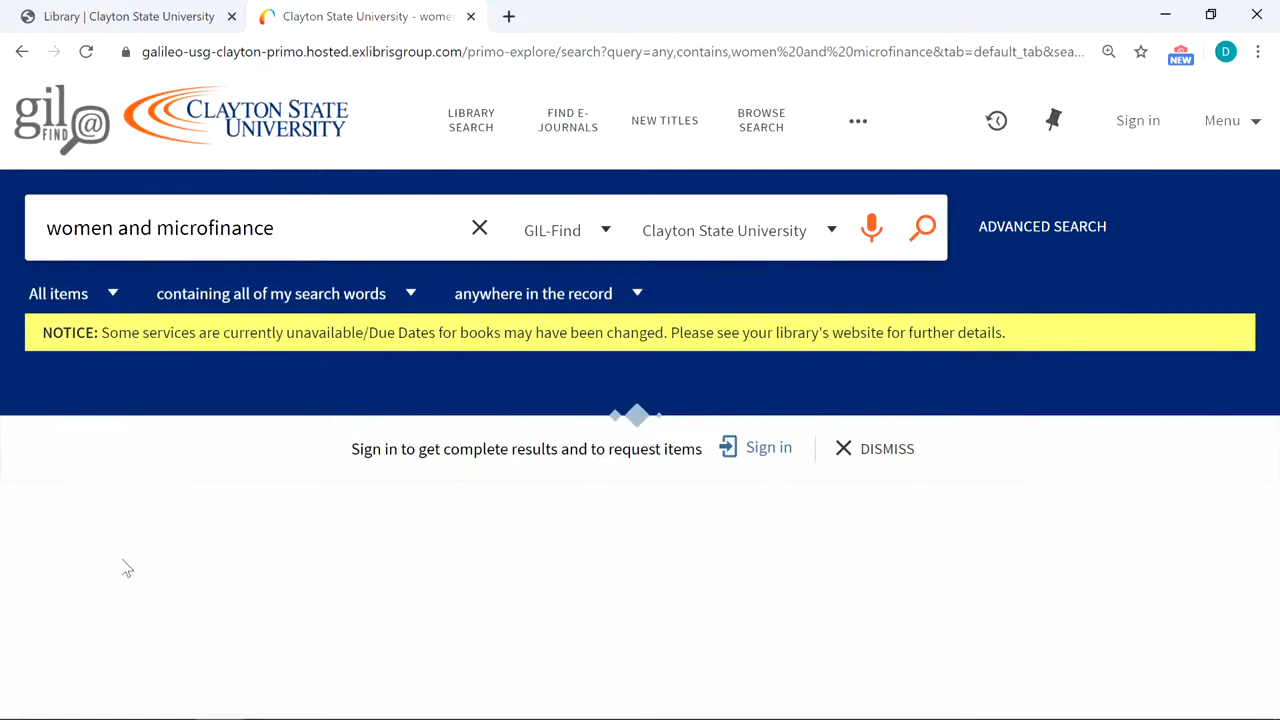 Library | Clayton State University
Clayton State University - wome
galileo-usg-clayton-primo.hosted.exlibrisgroup.com/primo-explore/search?query=any,contains,women%20and%20microfinance&tab=default_tab&sea...
NEW
D
gil
FIND @
CLAYTON STATE
UNIVERSITY
LIBRARY
SEARCH
FIND E-
JOURNALS
NEW TITLES
BROWSE
SEARCH
Sign in
Menu
women and microfinance
GIL-Find
Clayton State University
ADVANCED SEARCH
All items
containing all of my search words
anywhere in the record
NOTICE: Some services are currently unavailable/Due Dates for books may have been changed. Please see your library's website for further details.
Sign in to get complete results and to request items
Sign in
DISMISS